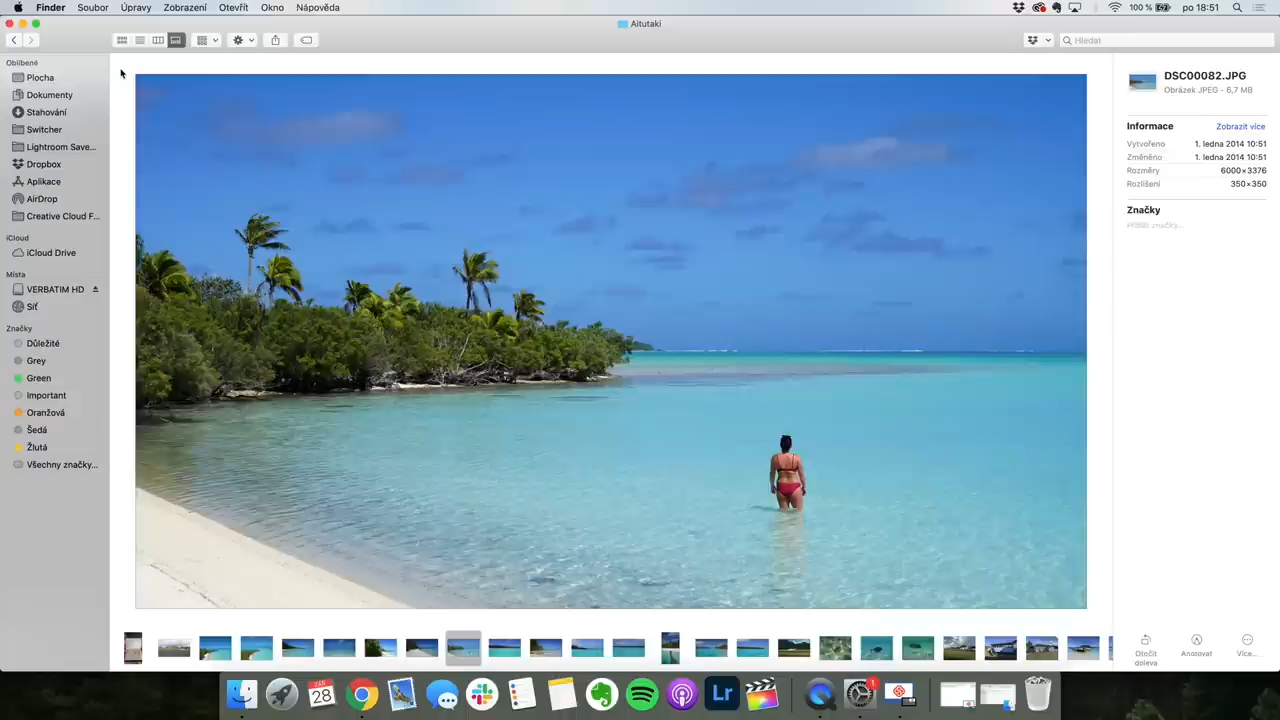 Finder Soubor Úpravy Zobrazení Otevřít Okno Nápověda 100 % po 18:51
Aitutaki
Hledat
Oblíbené
Plocha
Dokumenty
Stahování
Switcher
Lightroom Save...
Dropbox
Aplikace
AirDrop
Creative Cloud F...
iCloud
iCloud Drive
Místa
VERBATIM HD
Síť
Značky
Důležité
Grey
Green
Important
Oranžová
Šedá
Žlutá
Všechny značky...
DSC00082.JPG
Obrázek JPEG - 6,7 MB
Informace Zobrazit více
Vytvořeno 1. ledna 2014 10:51
Změněno 1. ledna 2014 10:51
Rozměry 6000×3376
Rozlišení 350×350
Značky
Přidat značky...
Otočit doleva
Anotovat
Více...
ZÁŘ
28
1
Lr